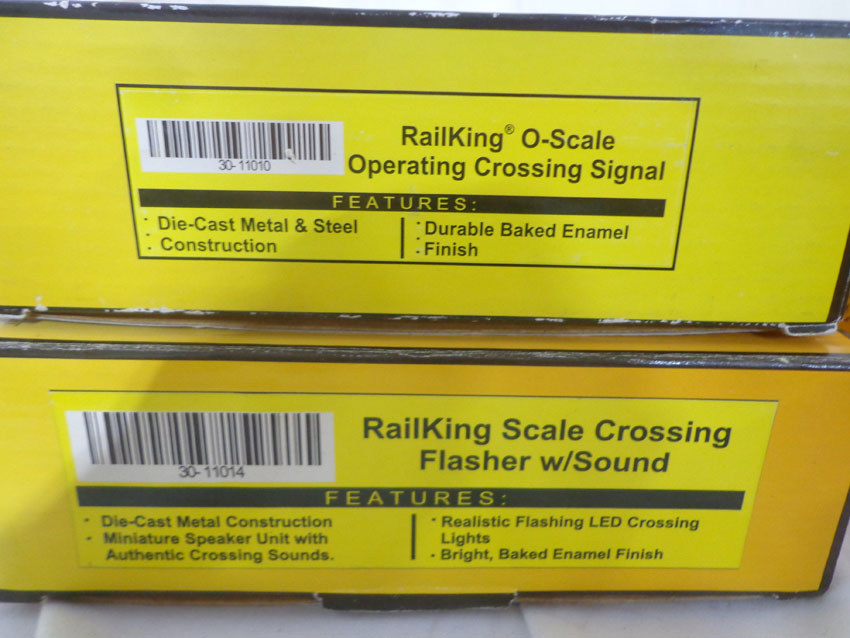 RailKing® O-Scale
30-11010
Operating Crossing Signal
FEATURES:
· Die-Cast Metal & Steel
· Construction
· Durable Baked Enamel
· Finish
RailKing Scale Crossing
Flasher w/Sound
30-11014
FEATURES:
· Die-Cast Metal Construction
· Miniature Speaker Unit with
Authentic Crossing Sounds.
· Realistic Flashing LED Crossing
Lights
· Bright, Baked Enamel Finish